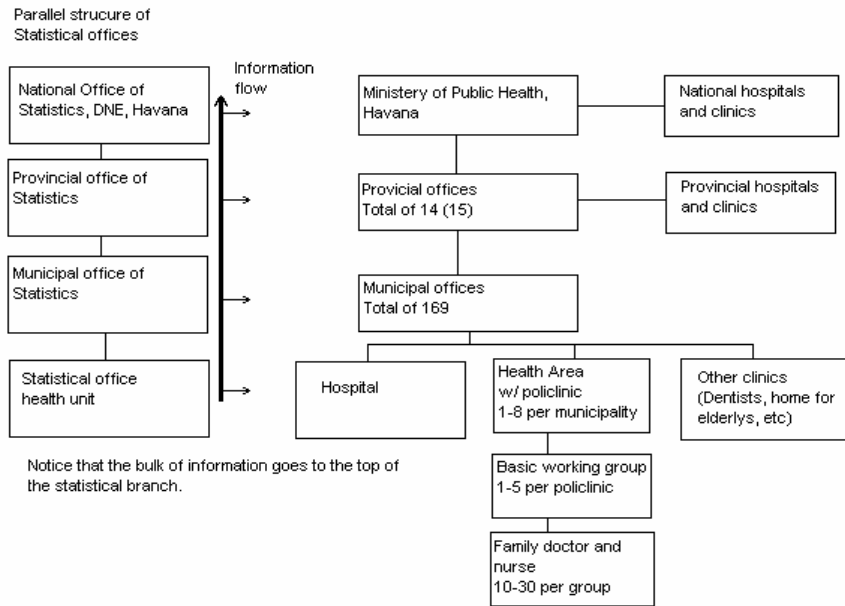 Parallel strucure of
Statistical offices
National Office of
Statistics, DNE, Havana
Provincial office of
Statistics
Municipal office of
Statistics
Statistical office
health unit
Information
flow
Ministery of Public Health,
Havana
National hospitals
and clinics
Provicial offices
Total of 14 (15)
Provincial hospitals
and clinics
Municipal offices
Total of 169
Hospital
Health Area
w/ policlinic
1-8 per municipality
Other clinics
(Dentists, home for
elderlys, etc)
Basic working group
1-5 per policlinic
Family doctor and
nurse
10-30 per group
Notice that the bulk of information goes to the top of
the statistical branch.